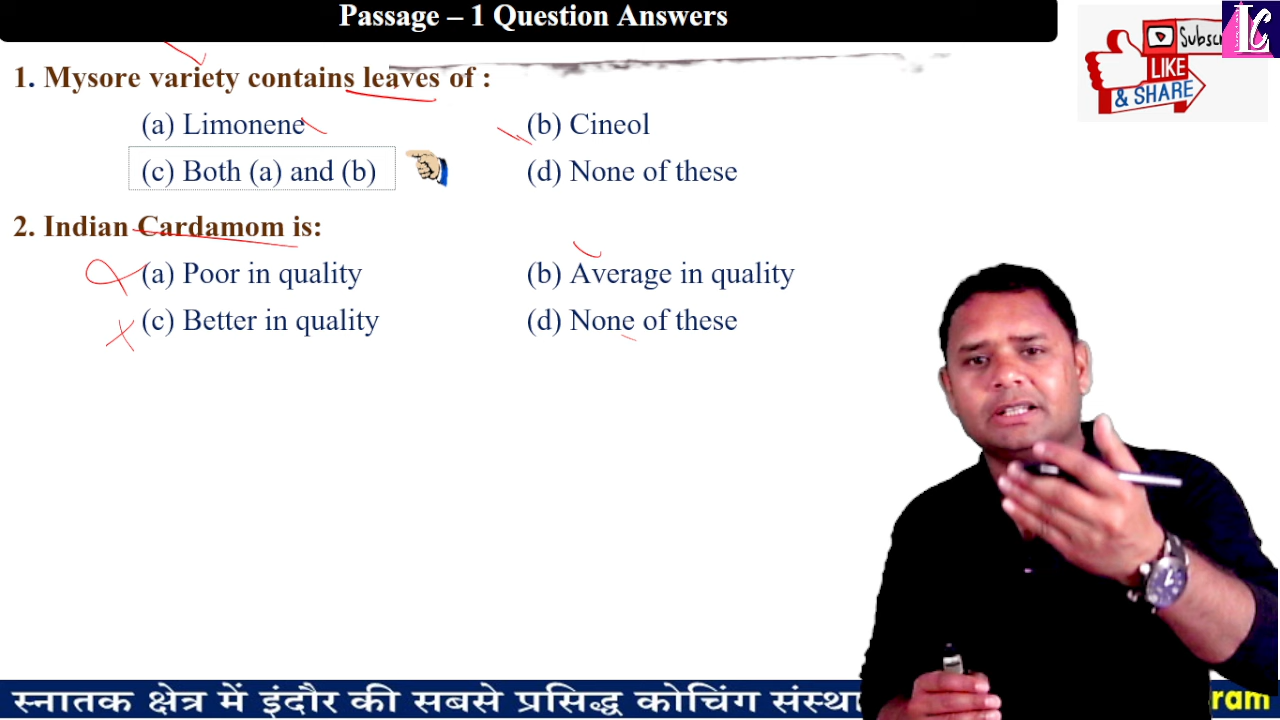 Passage – 1 Question Answers
LIKE
& SHARE
LC
1. Mysore variety contains leaves of :
(a) Limonene (b) Cineol
(c) Both (a) and (b) (d) None of these
2. Indian Cardamom is:
(a) Poor in quality (b) Average in quality
(c) Better in quality (d) None of these
स्नातक क्षेत्र में इंदौर की सबसे प्रसिद्ध कोचिंग संस्था ram